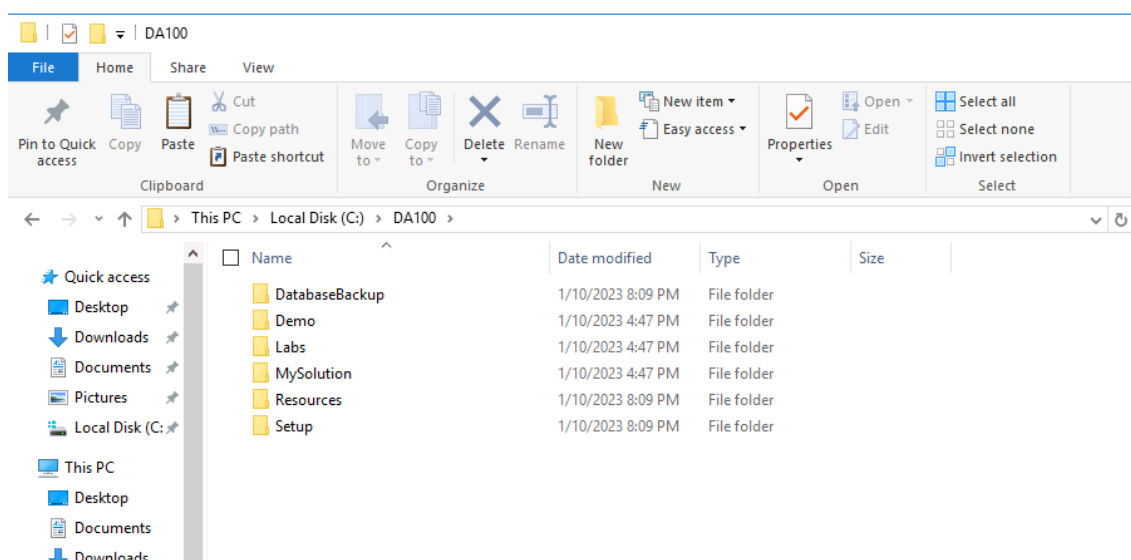 DA100
File Home Share View
Pin to Quick access
Copy
Paste
Cut
Copy path
Paste shortcut
Clipboard
Move to
Copy to
Delete
Rename
Organize
New folder
New item
Easy access
New
Properties
Open
Edit
Open
Select all
Select none
Invert selection
Select
This PC > Local Disk (C:) > DA100 >
Quick access
Desktop
Downloads
Documents
Pictures
Local Disk (C:
This PC
Desktop
Documents
Downloads
Name Date modified Type Size
DatabaseBackup 1/10/2023 8:09 PM File folder
Demo 1/10/2023 4:47 PM File folder
Labs 1/10/2023 4:47 PM File folder
MySolution 1/10/2023 4:47 PM File folder
Resources 1/10/2023 8:09 PM File folder
Setup 1/10/2023 8:09 PM File folder